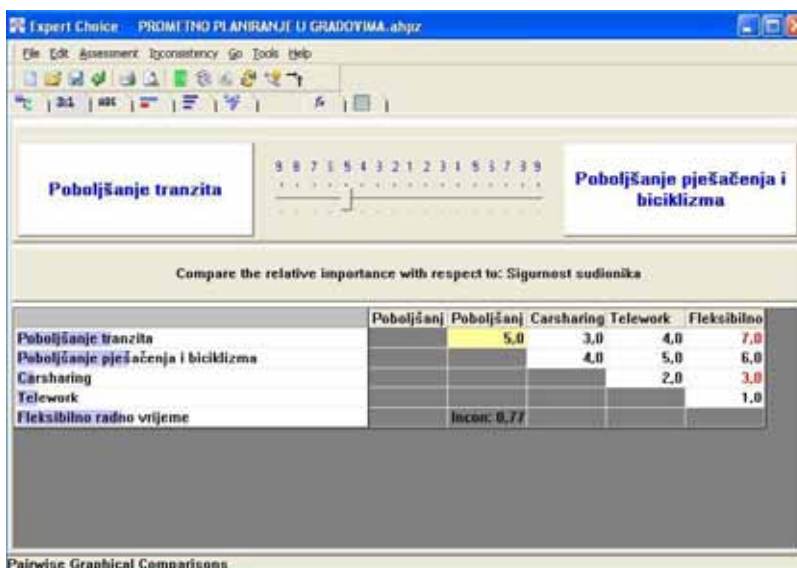 Expert Choice PROMETNO PLANIRANJE U GRADOVIMA.ahpz
File Edit Assessment Inconsistency Go Tools Help
3:1 ABC
9 8 7 6 5 4 3 2 1 2 3 4 5 6 7 8 9
Poboljšanje tranzita
Poboljšanje pješačenja i
biciklizma
Compare the relative importance with respect to: Sigurnost sudionika
Poboljšanj Poboljšanj Carsharing Telework Fleksibilno
Poboljšanje tranzita 5,0 3,0 4,0 7,0
Poboljšanje pješačenja i biciklizma 4,0 5,0 6,0
Carsharing 2,0 3,0
Telework 1,0
Fleksibilno radno vrijeme Incon: 0,77
Pairwise Graphical Comparisons